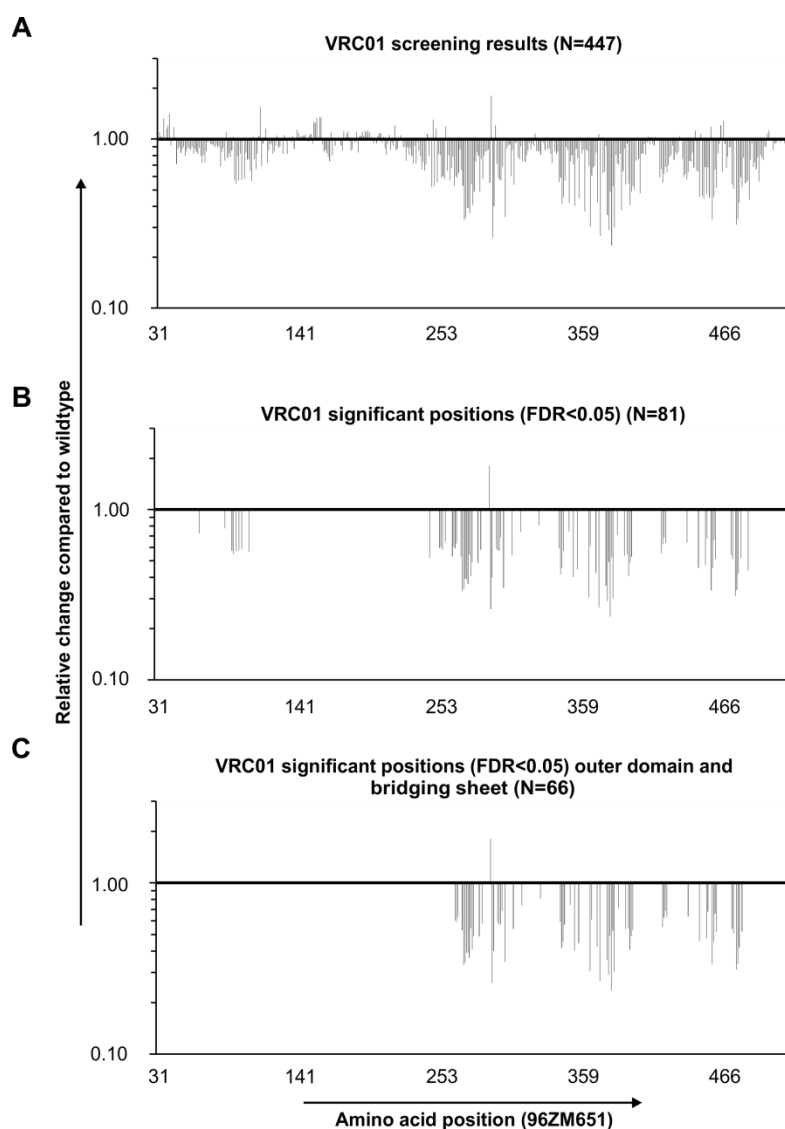 A
VRC01 screening results (N=447)
1.00
0.10
31 141 253 359 466
B
VRC01 significant positions (FDR<0.05) (N=81)
1.00
0.10
31 141 253 359 466
C
VRC01 significant positions (FDR<0.05) outer domain and
bridging sheet (N=66)
1.00
0.10
31 141 253 359 466
Relative change compared to wildtype
Amino acid position (96ZM651)